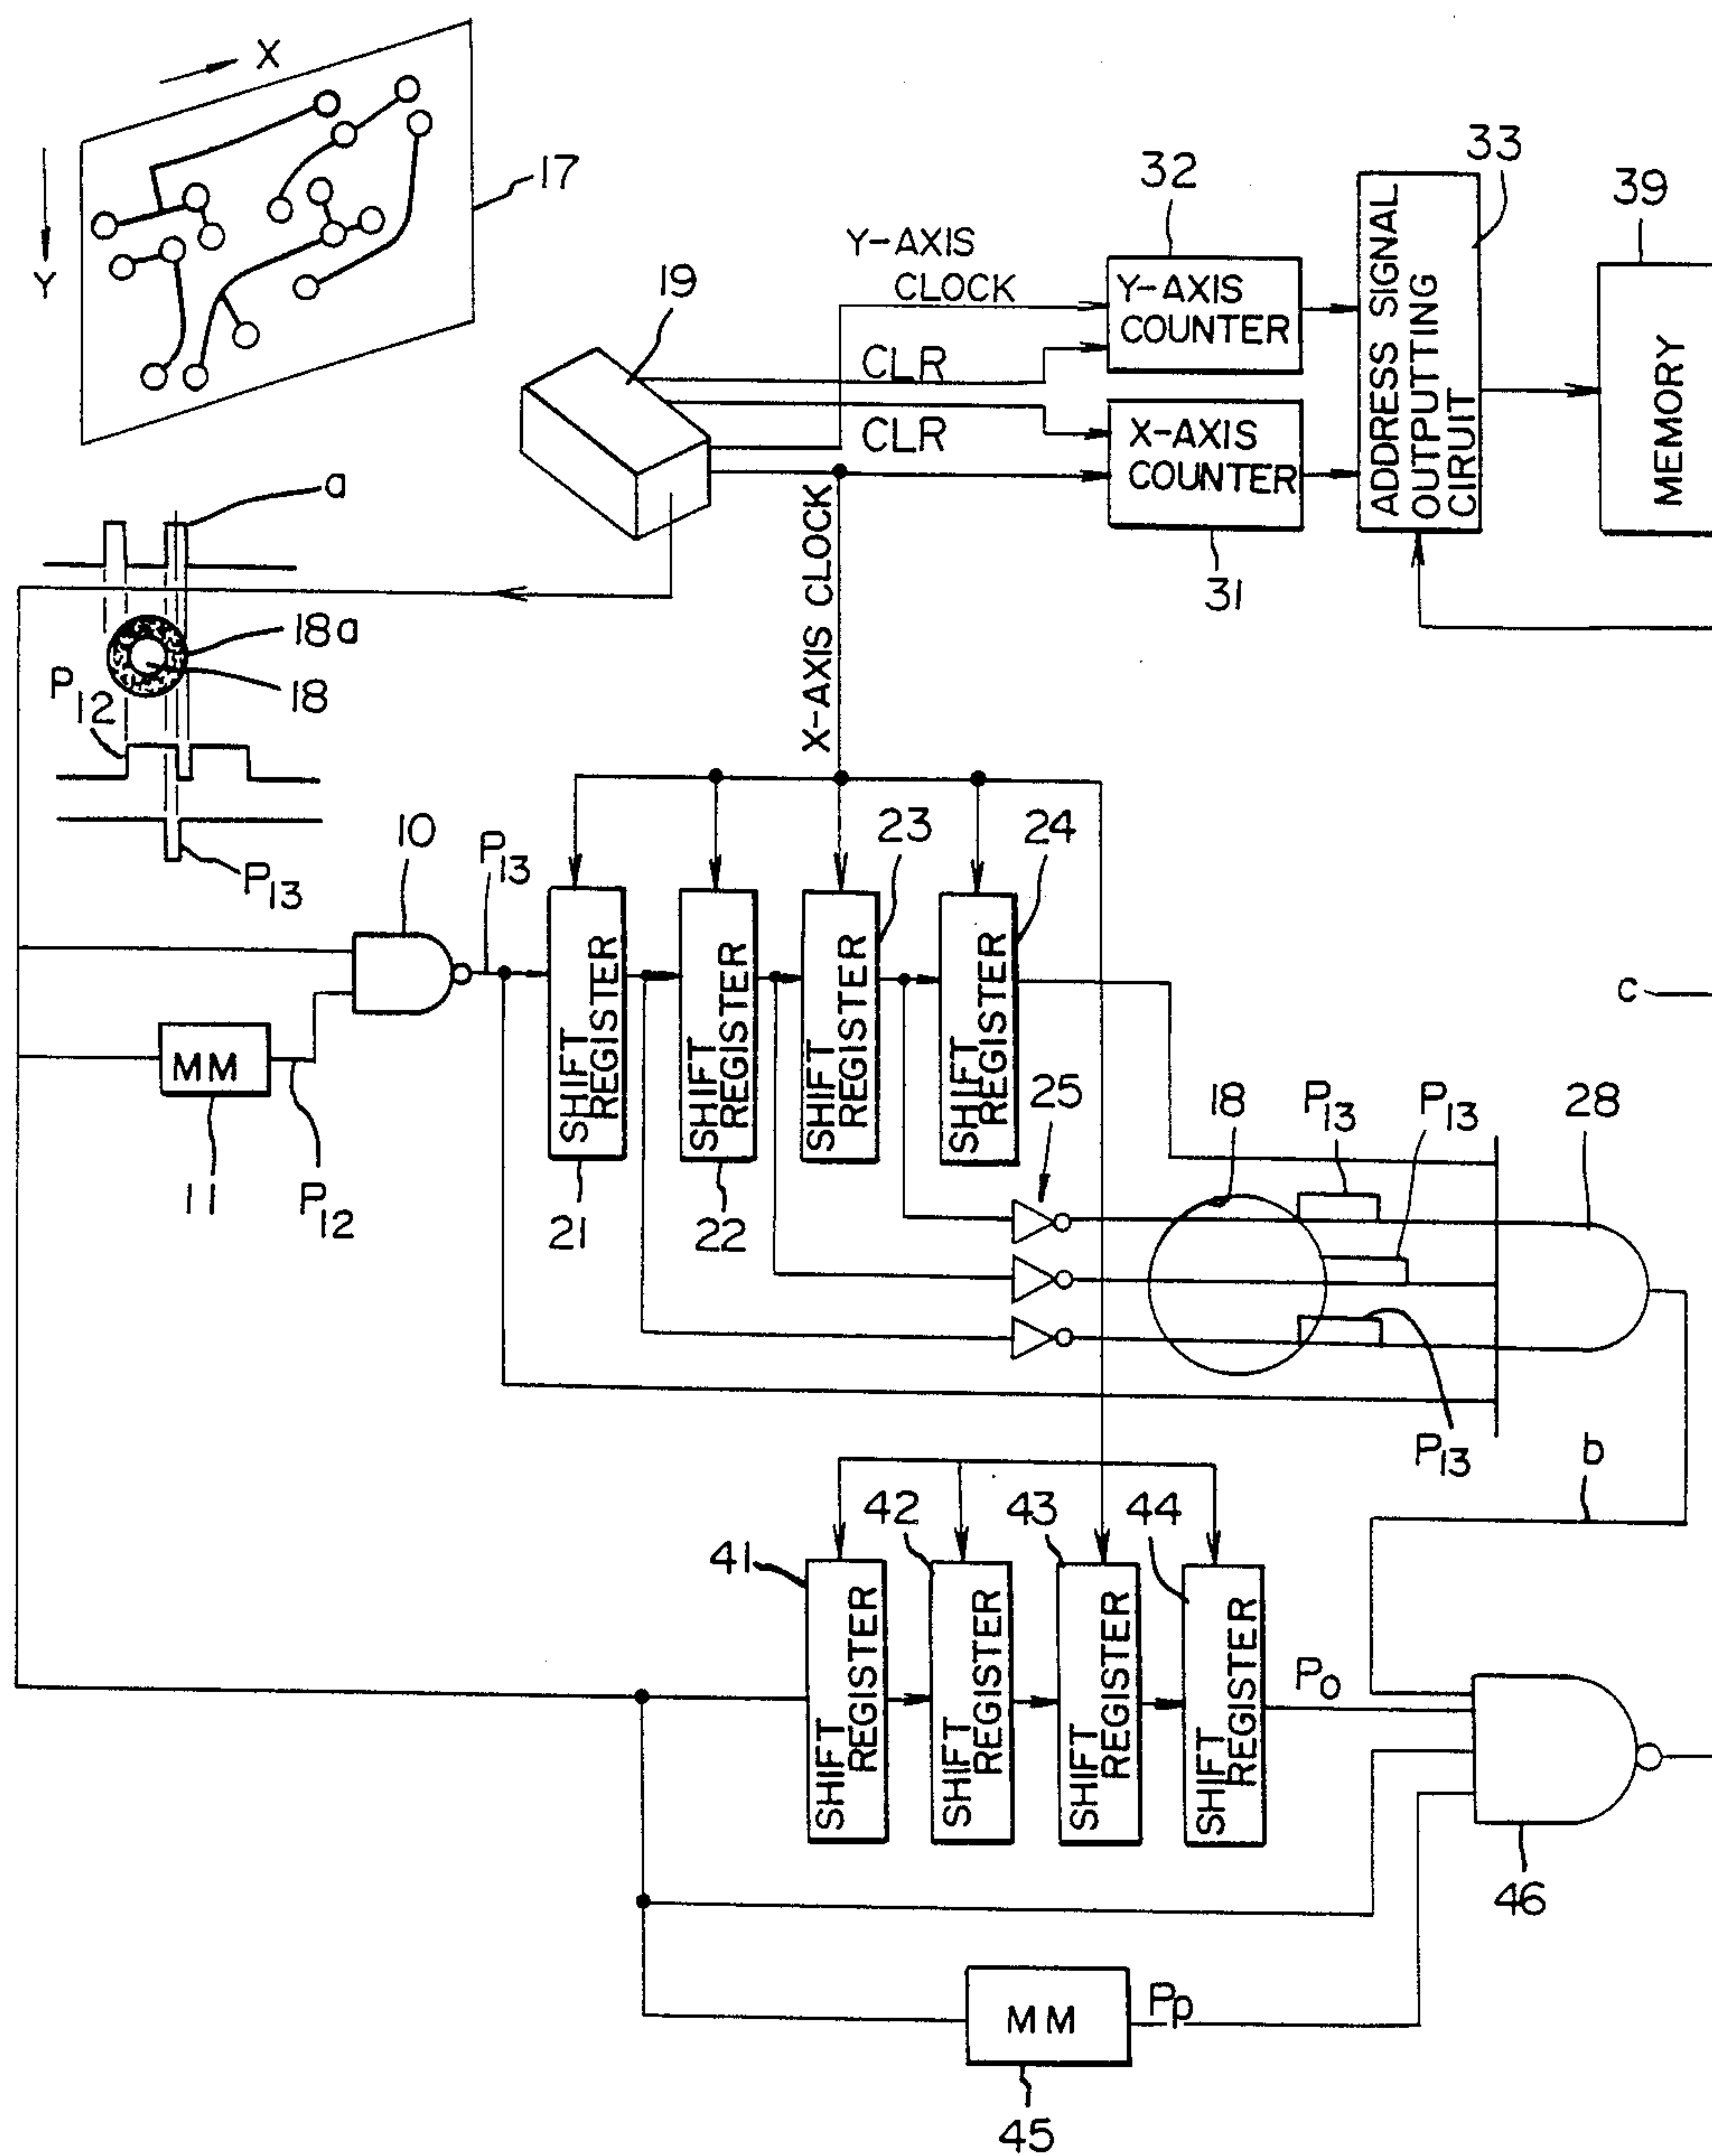 X
17
Y
33
32
39
Y-AXIS
CLOCK
19
Y-AXIS
COUNTER
CLR
CLR
X-AXIS
COUNTER
ADDRESS SIGNAL
OUTPUTTING
CIRUIT
MEMORY
a
31
X-AXIS CLOCK
18a
18
P12
P13
10
P13
23
24
SHIFT
REGISTER
SHIFT
REGISTER
SHIFT
REGISTER
SHIFT
REGISTER
c
MM
25
18
P13
P13
28
11
P12
21
22
P13
b
42
43
44
41
SHIFT
REGISTER
SHIFT
REGISTER
SHIFT
REGISTER
SHIFT
REGISTER
Po
46
MM
Pp
45